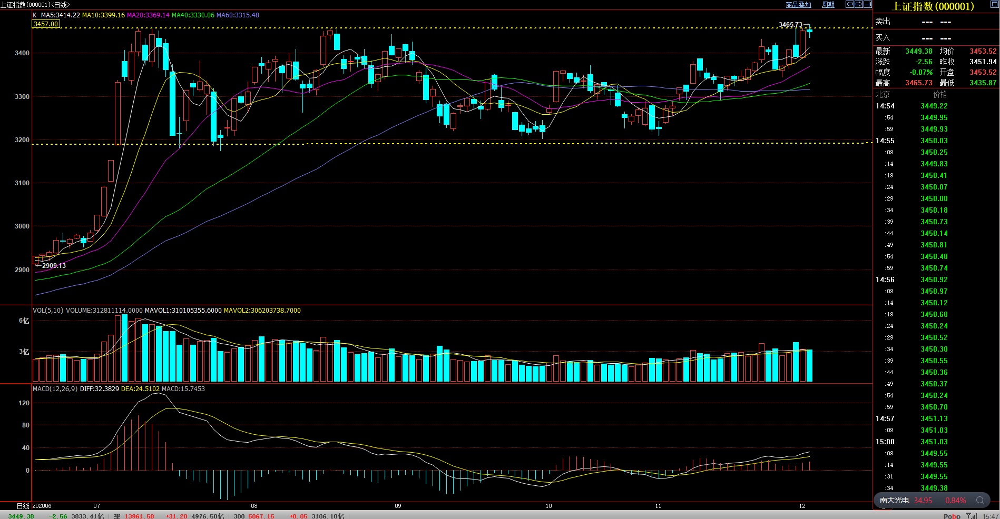 上证指数(000001)<日线>
商品叠加 周期
上证指数(000001)
K MA5:3414.22 MA10:3399.16 MA20:3369.14 MA40:3330.06 MA60:3315.48
3457.00
3465.73
卖出 --- ---
买入 --- ---
最新 3449.38 均价 3453.52
涨跌 -2.56 昨收 3451.94
幅度 -0.07% 开盘 3453.52
最高 3465.73 最低 3435.87
北京 价格
14:54 3449.22
:54 3449.95
:59 3449.93
14:55 3450.03
:09 3450.25
:14 3449.83
:19 3450.41
:24 3450.07
:29 3450.00
:34 3450.18
:39 3450.73
:44 3450.14
:49 3450.81
:54 3450.48
:59 3450.74
14:56 3450.92
:09 3450.97
:14 3450.12
:19 3450.68
:24 3450.24
:29 3450.52
:34 3450.30
:39 3450.55
:44 3450.36
:49 3450.37
:54 3450.24
:59 3450.70
14:57 3451.13
:09 3451.03
15:00 3451.03
:09 3449.55
:14 3449.55
:31 3449.55
:34 3449.38
3400
3300
3200
3100
3000
2900
2909.13
VOL(5,10) VOLUME:312811114.0000 MAVOL1:310105355.6000 MAVOL2:306203738.7000
6亿
3亿
MACD(12,26,9) DIFF:32.3829 DEA:24.5102 MACD:15.7453
120
80
40
0
日线 202006 07 08 09 10 11 12
南大光电 34.95 0.84%
3449.38 -2.56 3833.41亿 深 13961.58 +31.20 4976.50亿 300 5067.15 +0.05 3106.10亿
Pobo 15:47